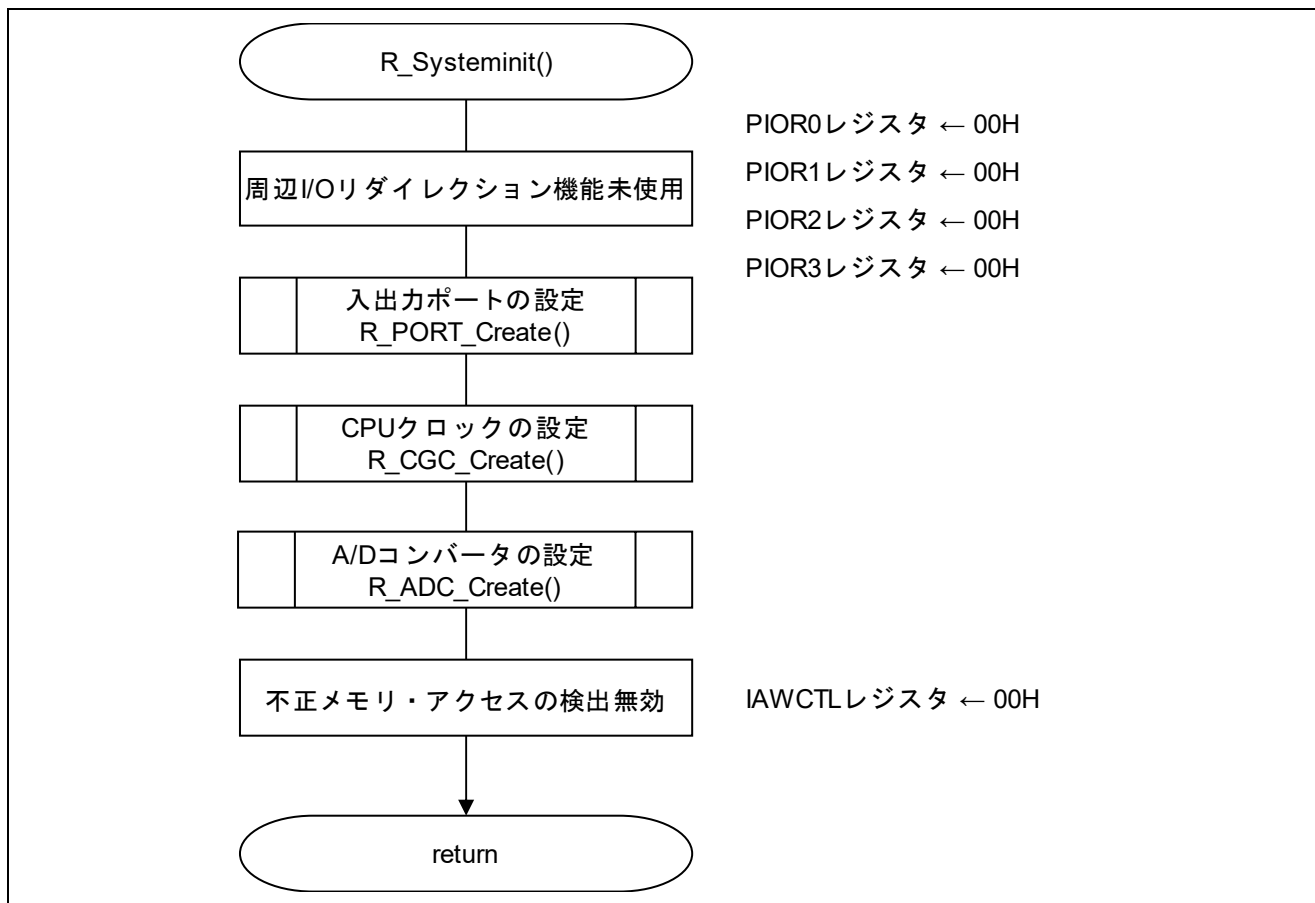 R_Systeminit()
PIOR0レジスタ ← 00H
周辺I/Oリダイレクション機能未使用
PIOR1レジスタ ← 00H
PIOR2レジスタ ← 00H
PIOR3レジスタ ← 00H
入出力ポートの設定
R_PORT_Create()
CPUクロックの設定
R_CGC_Create()
A/Dコンバータの設定
R_ADC_Create()
不正メモリ・アクセスの検出無効
IAWCTLレジスタ ← 00H
return